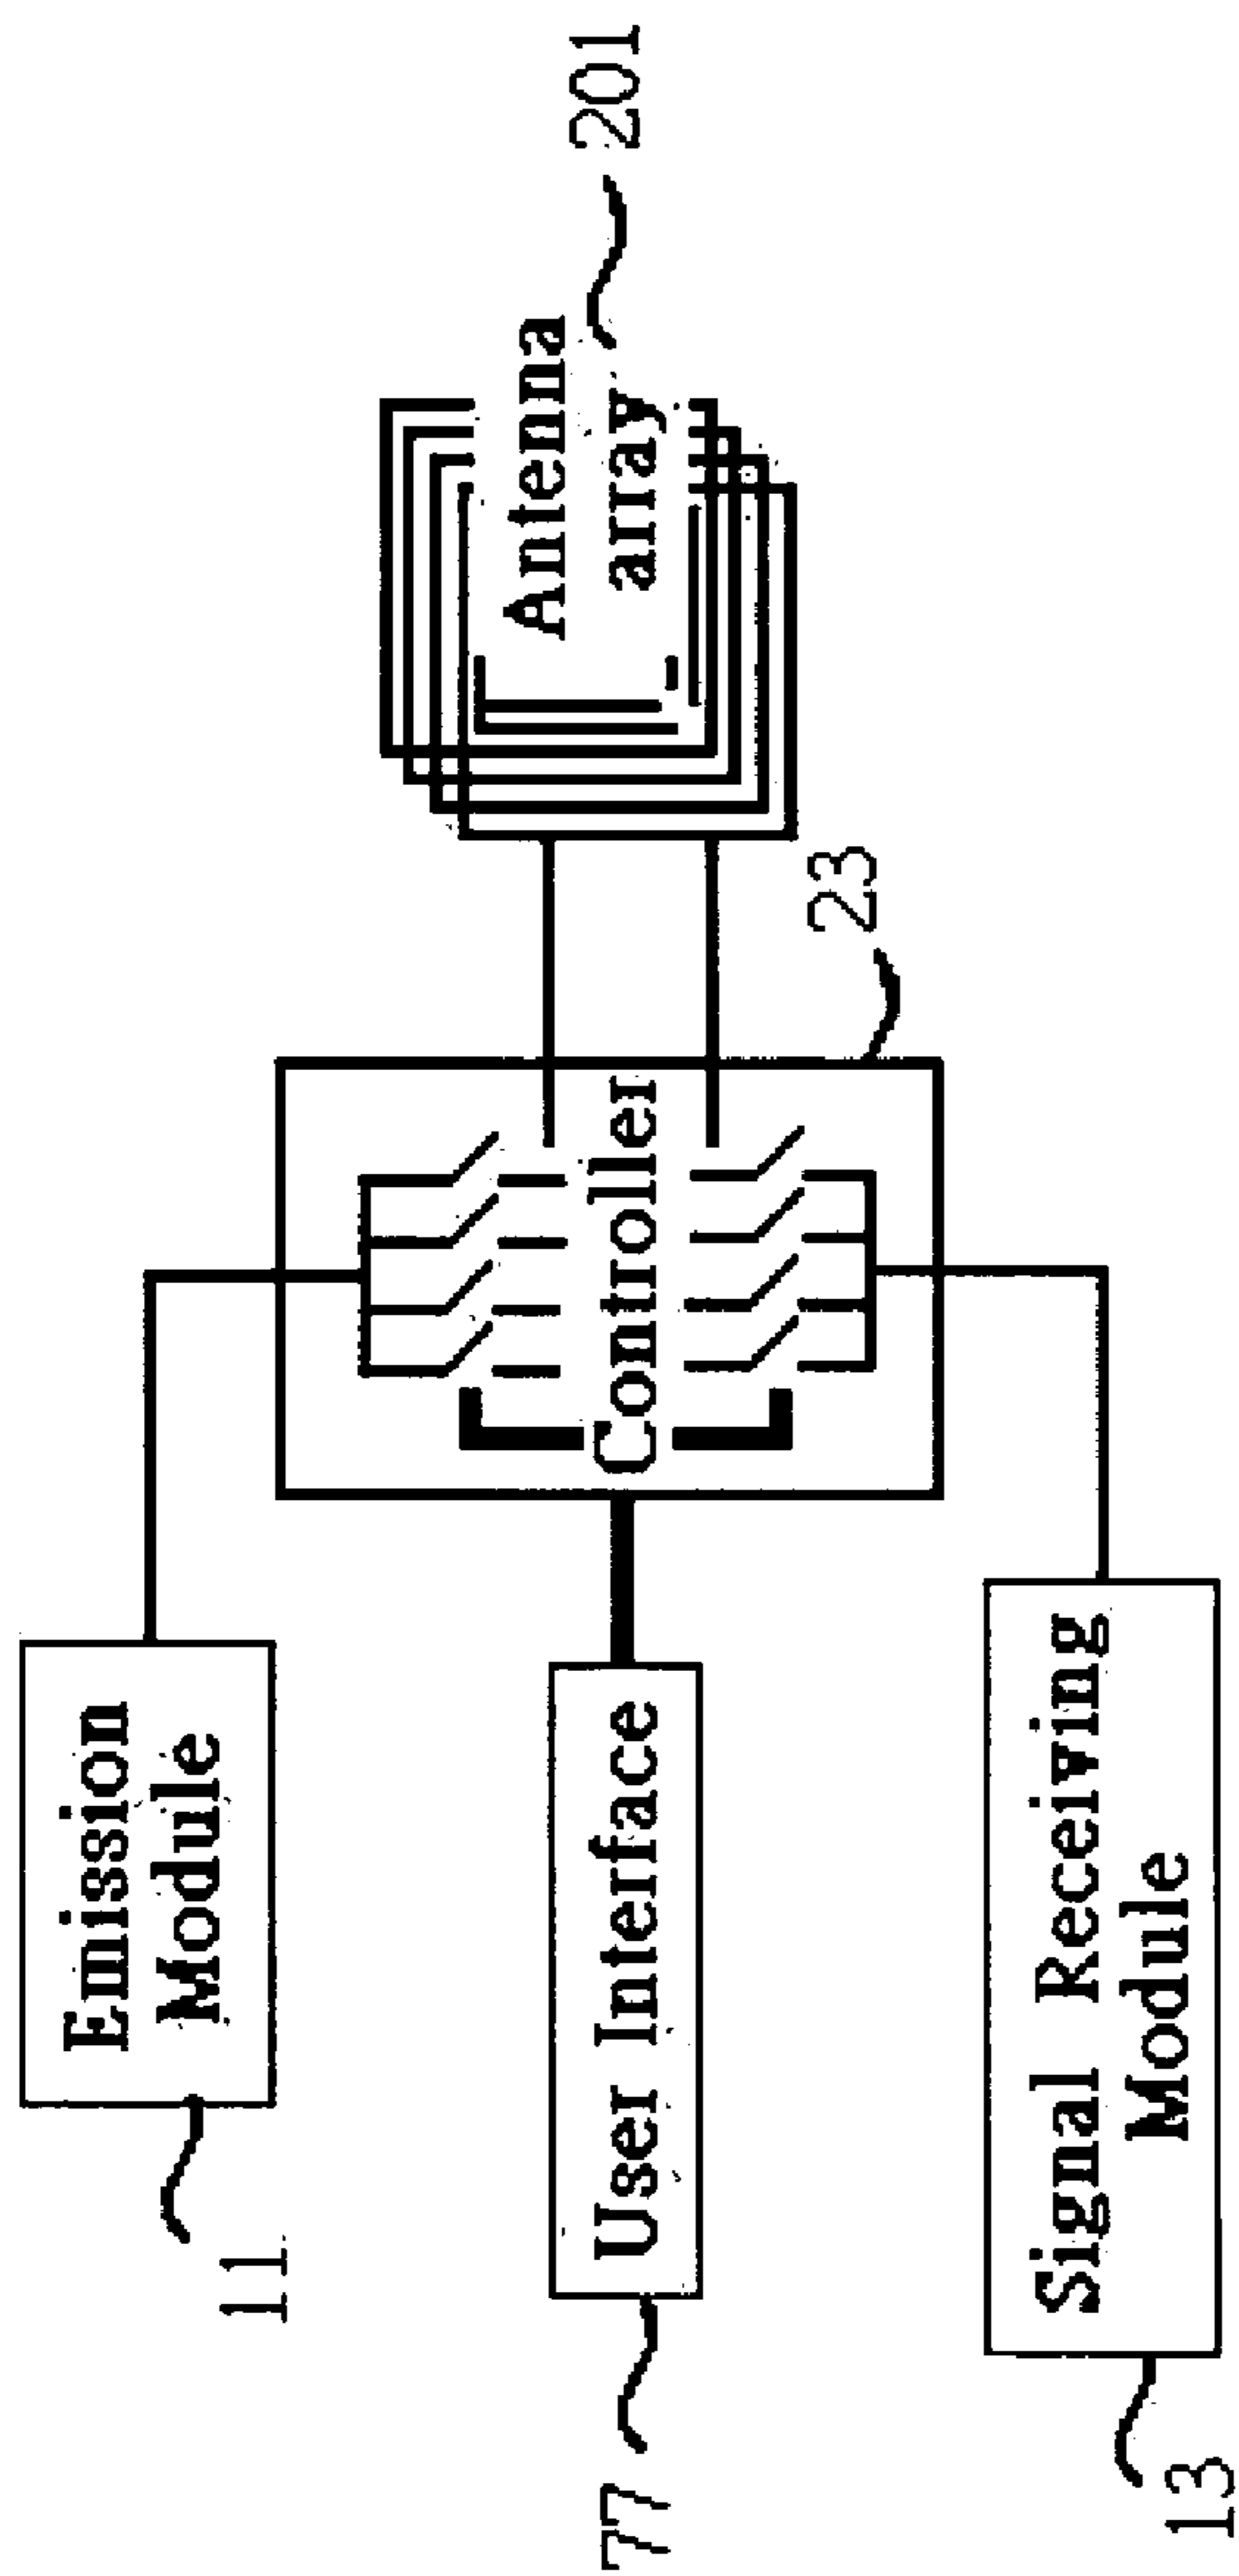 11
Emission
Module
77
User Interface
13
Signal Receiving
Module
Controller
23
Antenna
array
201